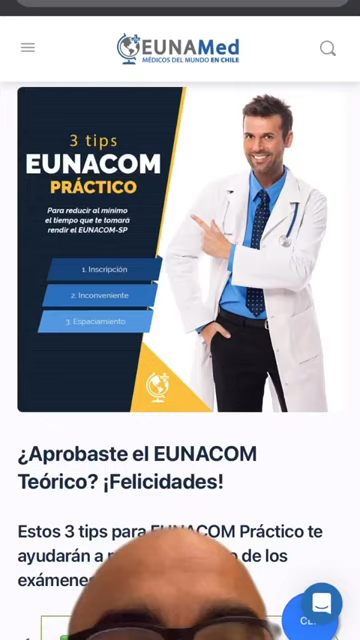 EUNAMed
MÉDICOS DEL MUNDO EN CHILE
3 tips
EUNACOM
PRÁCTICO
Para reducir al mínimo
el tiempo que te tomará
rendir el EUNACOM-SP
1. Inscripción
2. Inconveniente
3. Espaciamiento
¿Aprobaste el EUNACOM
Teórico? ¡Felicidades!
Estos 3 tips para EUNACOM Práctico te
ayudarán a de los